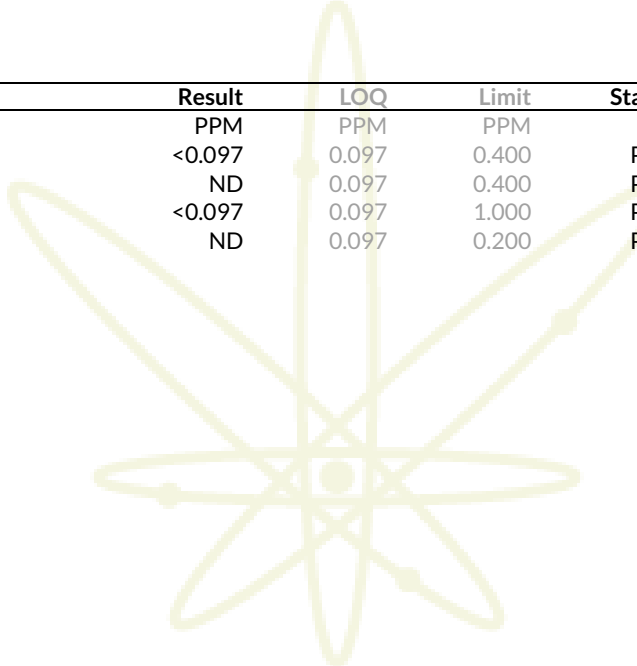 Result LOQ Limit Sta
PPM PPM PPM
<0.097 0.097 0.400 P
ND 0.097 0.400 P
<0.097 0.097 1.000 P
ND 0.097 0.200 P